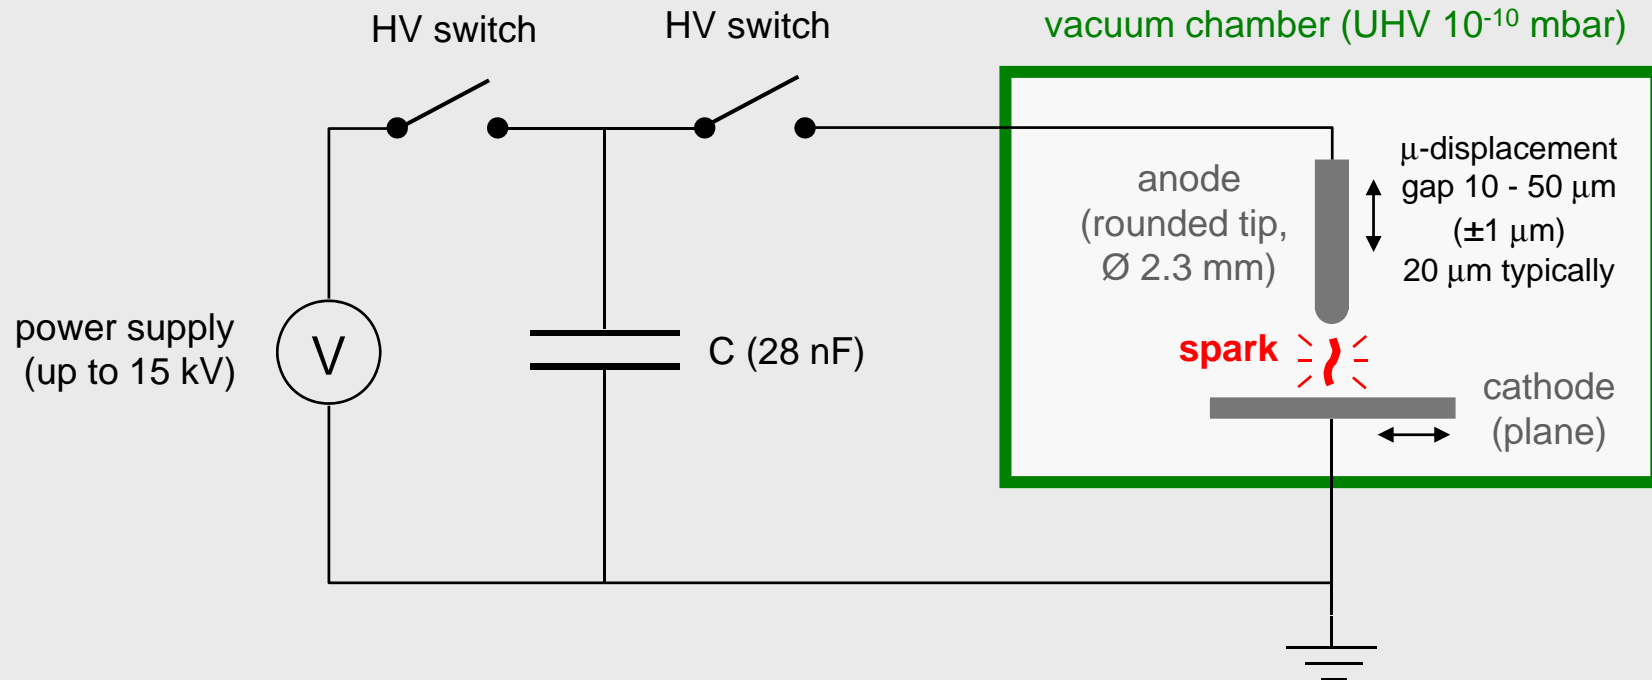 HV switch
HV switch
vacuum chamber (UHV 10⁻¹⁰ mbar)
μ-displacement
gap 10 - 50 μm
(±1 μm)
20 μm typically
anode
(rounded tip,
Ø 2.3 mm)
power supply
(up to 15 kV)
V
C (28 nF)
spark
cathode
(plane)